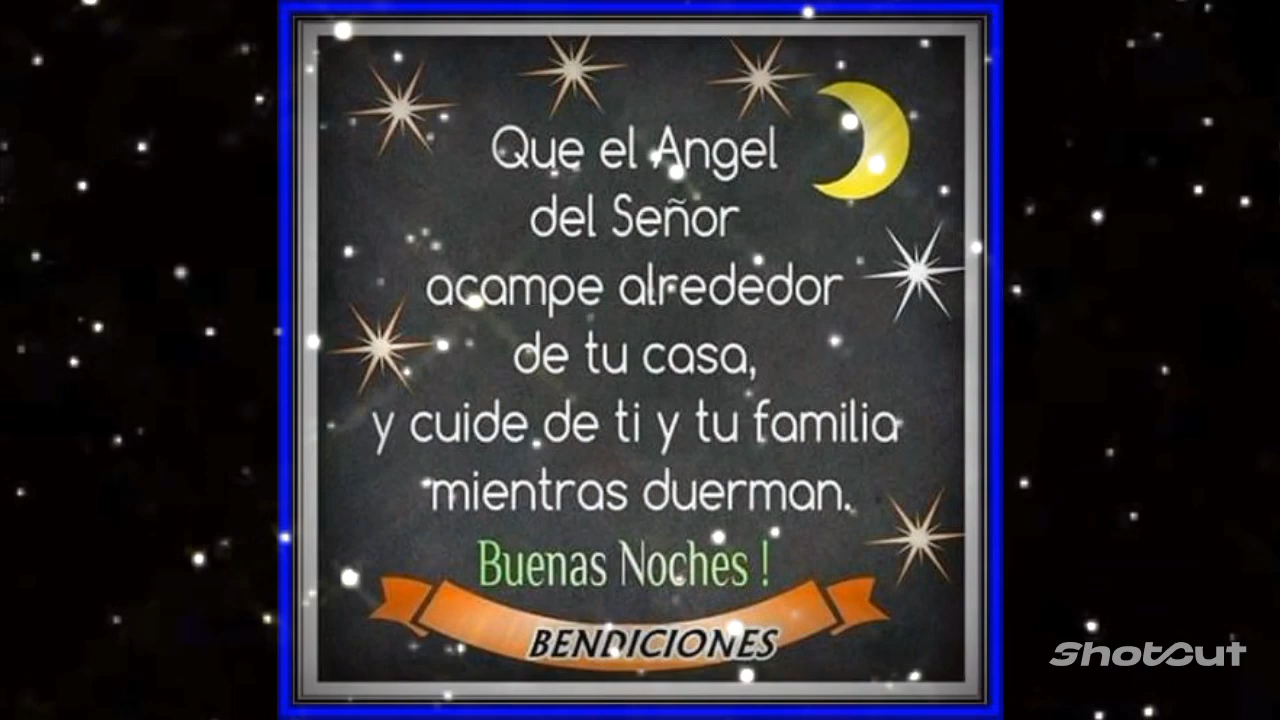 Que el Angel
del Señor
acampe alrededor
de tu casa,
y cuide de ti y tu familia
mientras duerman.
Buenas Noches !
BENDICIONES
ShotCut